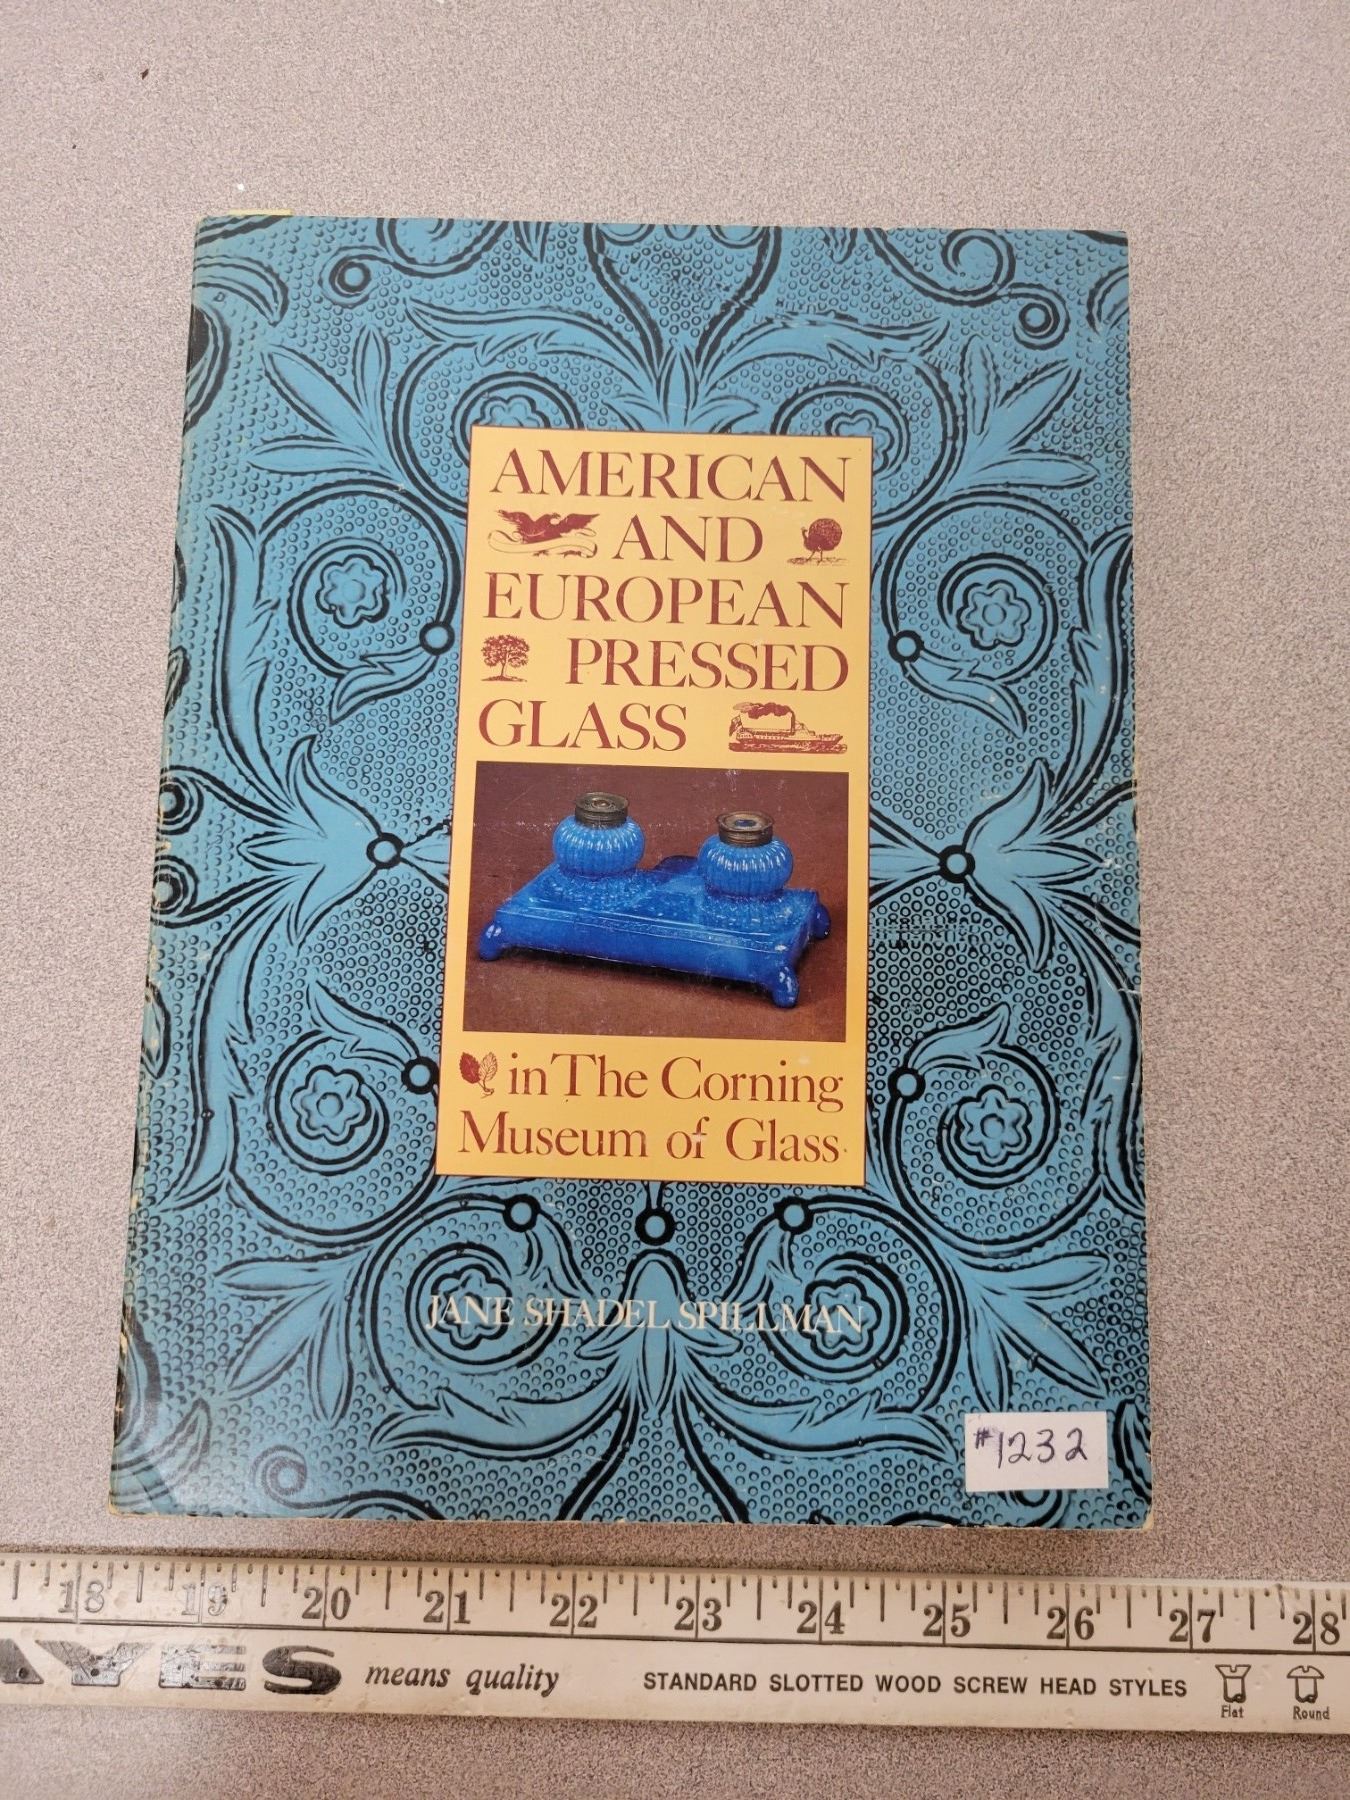 AMERICAN
AND
EUROPEAN
PRESSED
GLASS
in The Corning
Museum of Glass
JANE SHADEL SPILLMAN
#1232
18 19 20 21 22 23 24 25 26 27 28
AYES means quality STANDARD SLOTTED WOOD SCREW HEAD STYLES
Flat Round